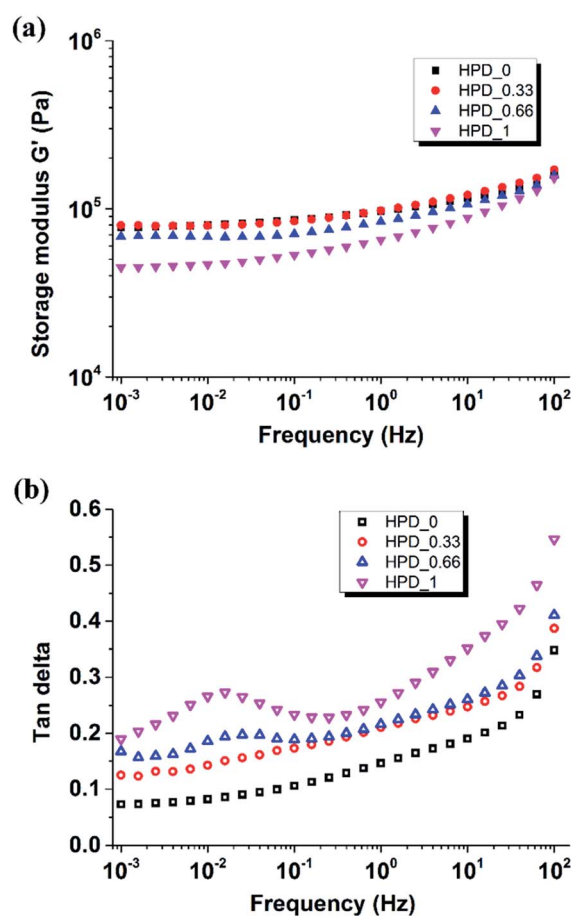 (a)
10^6
10^5
10^4
Storage modulus G' (Pa)
HPD_0
HPD_0.33
HPD_0.66
HPD_1
10^-3 10^-2 10^-1 10^0 10^1 10^2
Frequency (Hz)
(b)
0.6
0.5
0.4
0.3
0.2
0.1
0.0
Tan delta
HPD_0
HPD_0.33
HPD_0.66
HPD_1
10^-3 10^-2 10^-1 10^0 10^1 10^2
Frequency (Hz)